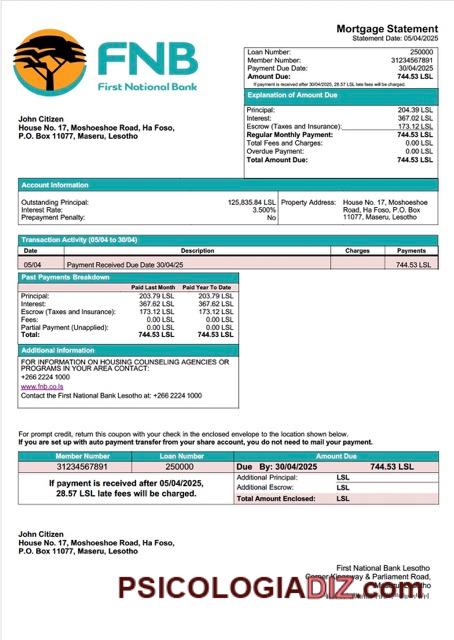 Mortgage Statement
Statement Date: 05/04/2025
FNB
First National Bank
Loan Number: 250000
Member Number: 31234567891
Payment Due Date: 30/04/2025
Amount Due: 744.53 LSL
If payment is received after 30/04/2025, 28.57 LSL late fees will be charged.
Explanation of Amount Due
Principal: 204.39 LSL
Interest: 367.02 LSL
Escrow (Taxes and Insurance): 173.12 LSL
Regular Monthly Payment: 744.53 LSL
Total Fees and Charges: 0.00 LSL
Overdue Payment: 0.00 LSL
Total Amount Due: 744.53 LSL
John Citizen
House No. 17, Moshoeshoe Road, Ha Foso,
P.O. Box 11077, Maseru, Lesotho
Account Information
Outstanding Principal: 125,835.84 LSL
Interest Rate: 3.500%
Prepayment Penalty: No
Property Address: House No. 17, Moshoeshoe
Road, Ha Foso, P.O. Box
11077, Maseru, Lesotho
Transaction Activity (05/04 to 30/04)
Date Description Charges Payments
05/04 Payment Received Due Date 30/04/25 744.53 LSL
Past Payments Breakdown
Paid Last Month Paid Year To Date
Principal: 203.79 LSL 203.79 LSL
Interest: 367.62 LSL 367.62 LSL
Escrow (Taxes and Insurance): 173.12 LSL 173.12 LSL
Fees: 0.00 LSL 0.00 LSL
Partial Payment (Unapplied): 0.00 LSL 0.00 LSL
Total: 744.53 LSL 744.53 LSL
Additional Information
FOR INFORMATION ON HOUSING COUNSELING AGENCIES OR
PROGRAMS IN YOUR AREA CONTACT:
+266 2224 1000
www.fnb.co.ls
Contact the First National Bank Lesotho at: +266 2224 1000
For prompt credit, return this coupon with your check in the enclosed envelope to the location shown below.
If you are set up with auto payment transfer from your share account, you do not need to mail your payment.
Member Number Loan Number Amount Due
31234567891 250000 Due By: 30/04/2025 744.53 LSL
If payment is received after 05/04/2025,
28.57 LSL late fees will be charged.
Additional Principal: LSL
Additional Escrow: LSL
Total Amount Enclosed: LSL
John Citizen
House No. 17, Moshoeshoe Road, Ha Foso,
P.O. Box 11077, Maseru, Lesotho
First National Bank Lesotho
Corner Kingsway & Parliament Road,
PSICOLOGIADIZ.com